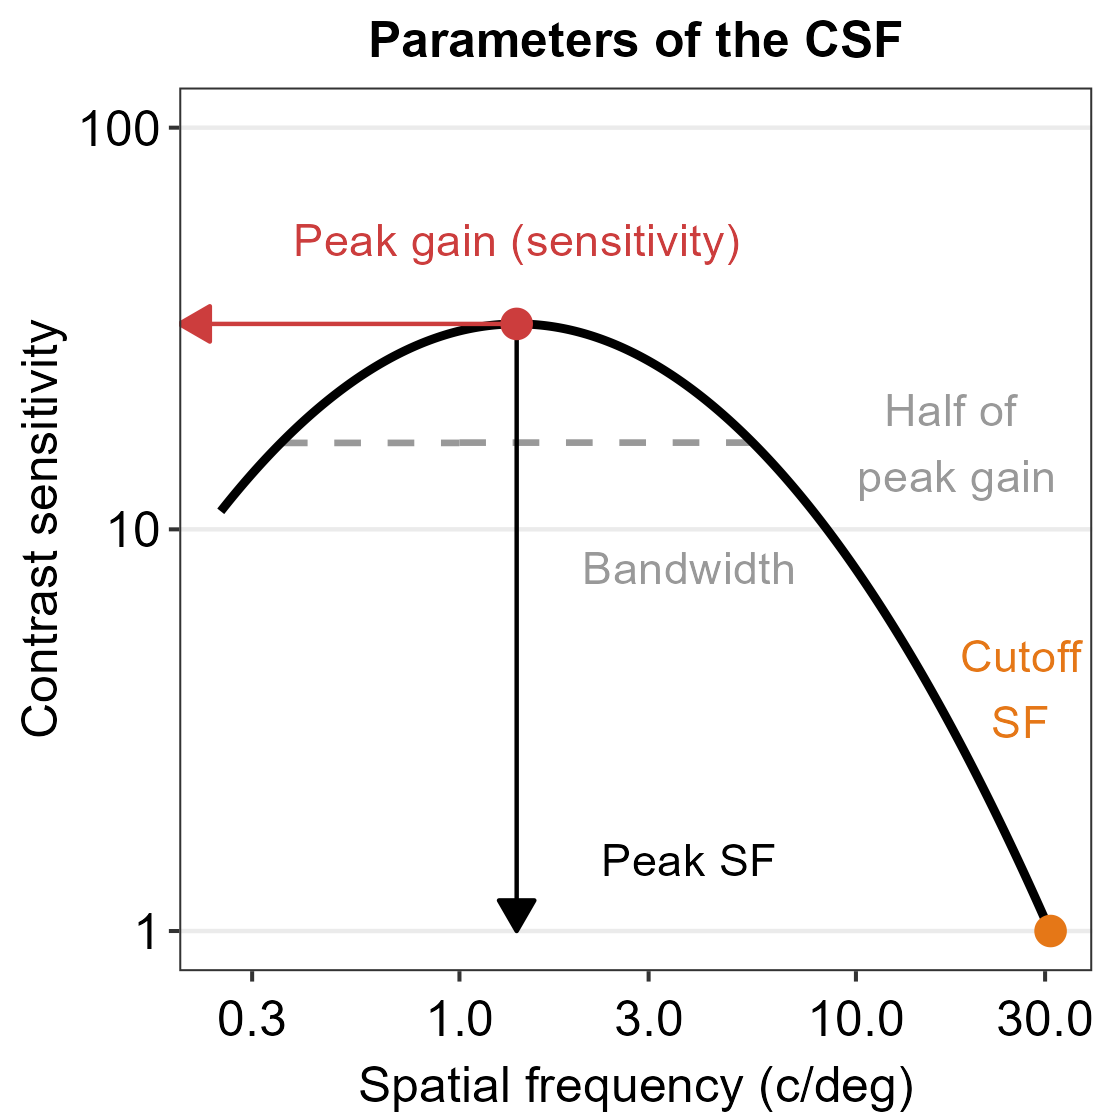 Parameters of the CSF
100
Peak gain (sensitivity)
Half of
peak gain
10
Bandwidth
Cutoff
SF
Peak SF
1
0.3 1.0 3.0 10.0 30.0
Spatial frequency (c/deg)
Contrast sensitivity